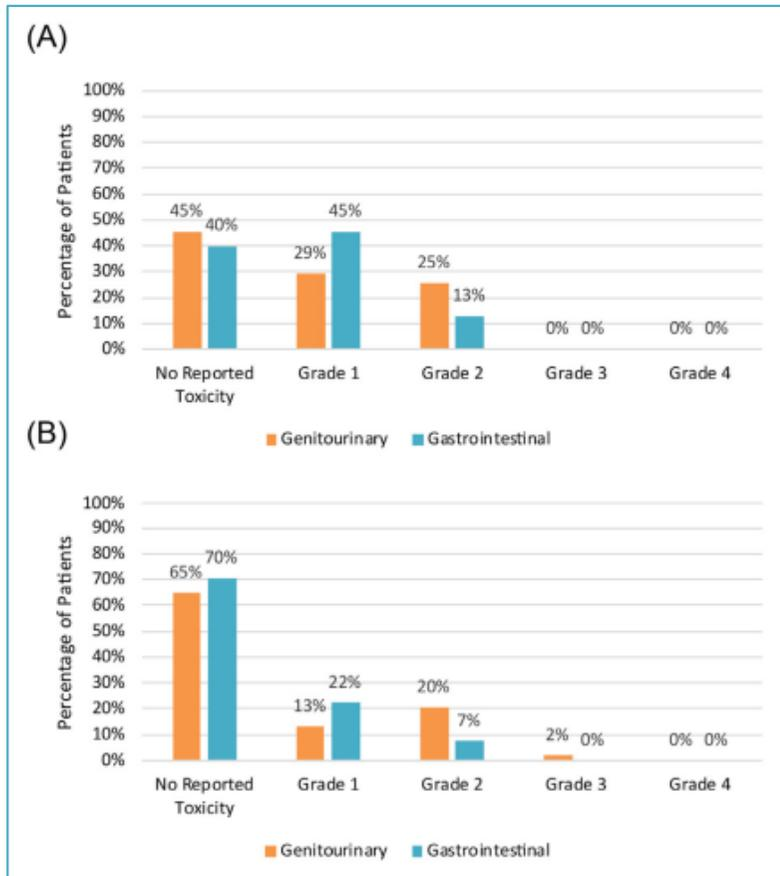 (A)
Percentage of Patients
100%
90%
80%
70%
60%
50%
40%
30%
20%
10%
0%
45%
40%
29%
45%
25%
13%
0% 0%
0% 0%
No Reported
Toxicity
Grade 1
Grade 2
Grade 3
Grade 4
Genitourinary
Gastrointestinal
(B)
Percentage of Patients
100%
90%
80%
70%
60%
50%
40%
30%
20%
10%
0%
65%
70%
13%
22%
20%
7%
2% 0%
0% 0%
No Reported
Toxicity
Grade 1
Grade 2
Grade 3
Grade 4
Genitourinary
Gastrointestinal